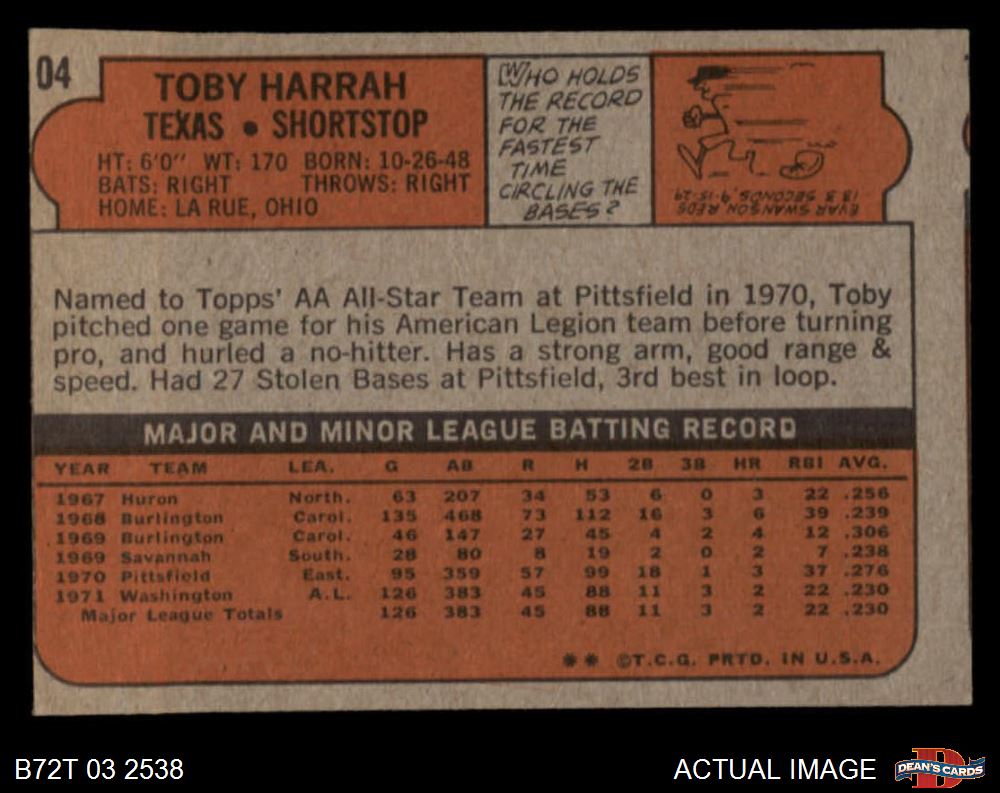 04
TOBY HARRAH
TEXAS • SHORTSTOP
HT: 6'0" WT: 170 BORN: 10-26-48
BATS: RIGHT THROWS: RIGHT
HOME: LA RUE, OHIO
WHO HOLDS
THE RECORD
FOR THE
FASTEST
TIME
CIRCLING THE
BASES?
EVAR SWANSON REDS
13.3 SECONDS, 9-15-29
Named to Topps' AA All-Star Team at Pittsfield in 1970, Toby
pitched one game for his American Legion team before turning
pro, and hurled a no-hitter. Has a strong arm, good range &
speed. Had 27 Stolen Bases at Pittsfield, 3rd best in loop.
MAJOR AND MINOR LEAGUE BATTING RECORD
YEAR TEAM LEA. G AB R H 2B 3B HR RBI AVG.
1967 Huron North. 63 207 34 53 6 0 3 22 .256
1968 Burlington Carol. 135 468 73 112 16 3 6 39 .239
1969 Burlington Carol. 46 147 27 45 4 2 4 12 .306
1969 Savannah South. 28 80 8 19 2 0 2 7 .238
1970 Pittsfield East. 95 359 57 99 18 1 3 37 .276
1971 Washington A.L. 126 383 45 88 11 3 2 22 .230
Major League Totals 126 383 45 88 11 3 2 22 .230
** ©T.C.G. PRTD. IN U.S.A.
B72T 03 2538
ACTUAL IMAGE
DEAN'S CARDS